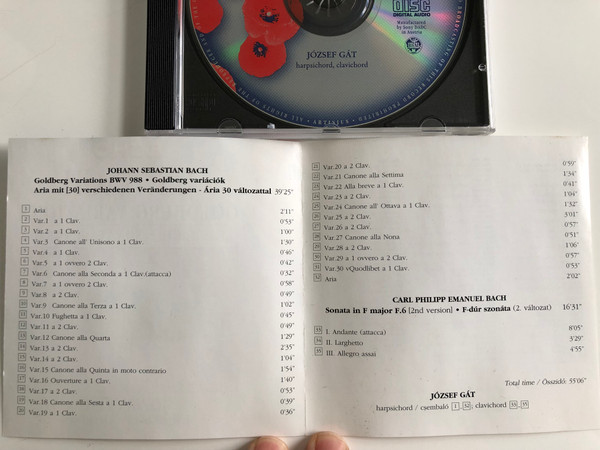 DISC
DIGITAL AUDIO
Manufactured
by Sony DADC
in Austria
JÓZSEF GÁT
harpsichord, clavichord
JOHANN SEBASTIAN BACH
Goldberg Variations BWV 988 • Goldberg variációk
Aria mit [30] verschiedenen Veränderungen - Ária 30 változattal 39'25"
1 Aria 2'11"
2 Var.1 a 1 Clav. 0'53"
3 Var.2 a 1 Clav. 1'00"
4 Var.3 Canone all' Unisono a 1 Clav. 1'30"
5 Var.4 a 1 Clav. 0'46"
6 Var.5 a 1 ovvero 2 Clav. 0'42"
7 Var.6 Canone alla Seconda a 1 Clav.(attacca) 0'32"
8 Var.7 a 1 ovvero 2 Clav. 0'58"
9 Var.8 a 2 Clav. 0'49"
10 Var.9 Canone alla Terza a 1 Clav. 1'02"
11 Var.10 Fughetta a 1 Clav. 0'45"
12 Var.11 a 2 Clav. 0'49"
13 Var.12 Canone alla Quarta 1'29"
14 Var.13 a 2 Clav. 2'35"
15 Var.14 a 2 Clav. 1'04"
16 Var.15 Canone alla Quinta in moto contrario 1'54"
17 Var.16 Ouverture a 1 Clav. 1'40"
18 Var.17 a 2 Clav. 0'53"
19 Var.18 Canone alla Sesta a 1 Clav. 0'39"
20 Var.19 a 1 Clav. 0'36"
21 Var.20 a 2 Clav. 0'59"
22 Var.21 Canone alla Settima 1'34"
23 Var.22 Alla breve a 1 Clav. 0'41"
24 Var.23 a 2 Clav. 1'04"
25 Var.24 Canone all' Ottava a 1 Clav. 1'32"
26 Var.25 a 2 Clav. 3'01"
27 Var.26 a 2 Clav. 0'57"
28 Var.27 Canone alla Nona 0'51"
29 Var.28 a 2 Clav. 1'06"
30 Var.29 a 1 ovvero a 2 Clav. 0'57"
31 Var.30 »Quodlibet a 1 Clav. 0'53"
32 Aria 2'02"
CARL PHILIPP EMANUEL BACH
Sonata in F major F.6 [2nd version] • F-dúr szonáta (2. változat) 16'31"
33 I. Andante (attacca) 8'05"
34 II. Larghetto 3'29"
35 III. Allegro assai 4'55"
Total time / Összidő: 55'06"
JÓZSEF GÁT
harpsichord / csembaló 1 - 32; clavichord 33 - 35